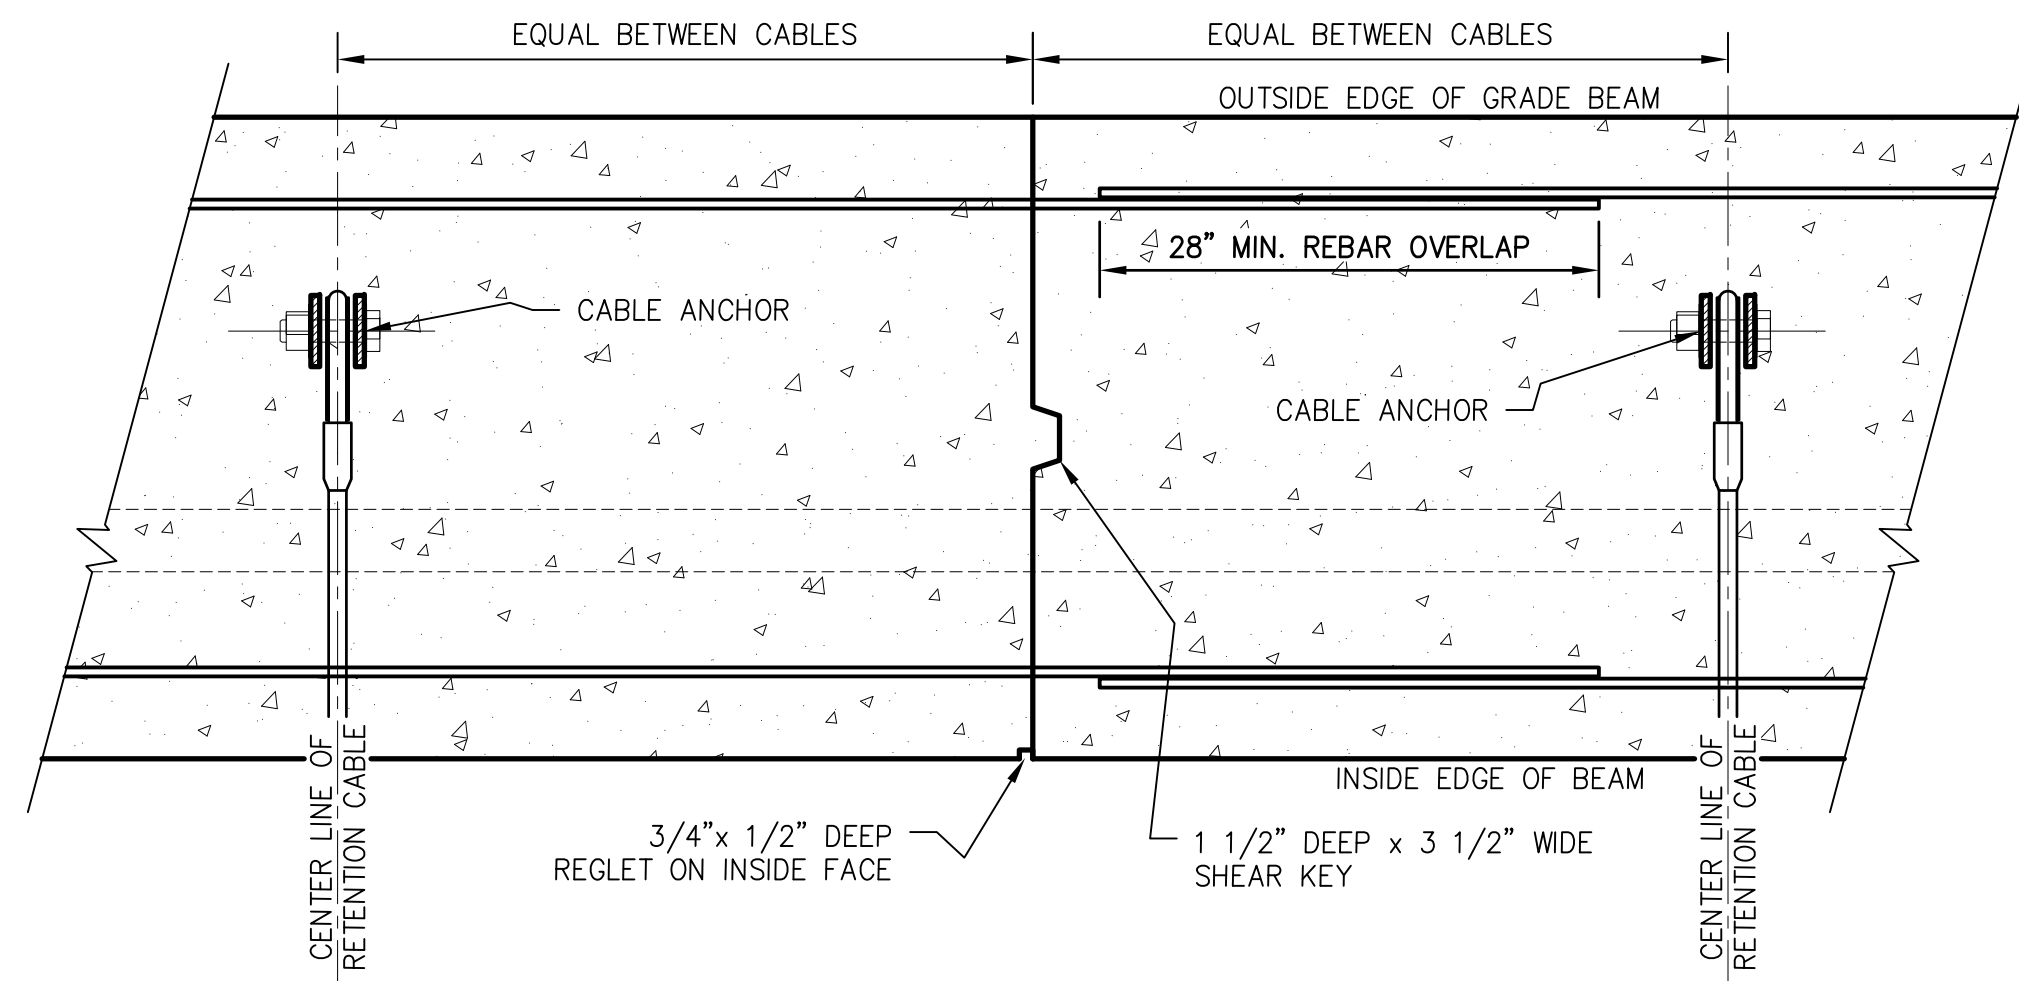 EQUAL BETWEEN CABLES
EQUAL BETWEEN CABLES
OUTSIDE EDGE OF GRADE BEAM
28” MIN. REBAR OVERLAP
CABLE ANCHOR
CABLE ANCHOR
INSIDE EDGE OF BEAM
3/4”x 1/2” DEEP
REGLET ON INSIDE FACE
1 1/2” DEEP x 3 1/2” WIDE
SHEAR KEY
CENTER LINE OF
RETENTION CABLE
CENTER LINE OF
RETENTION CABLE